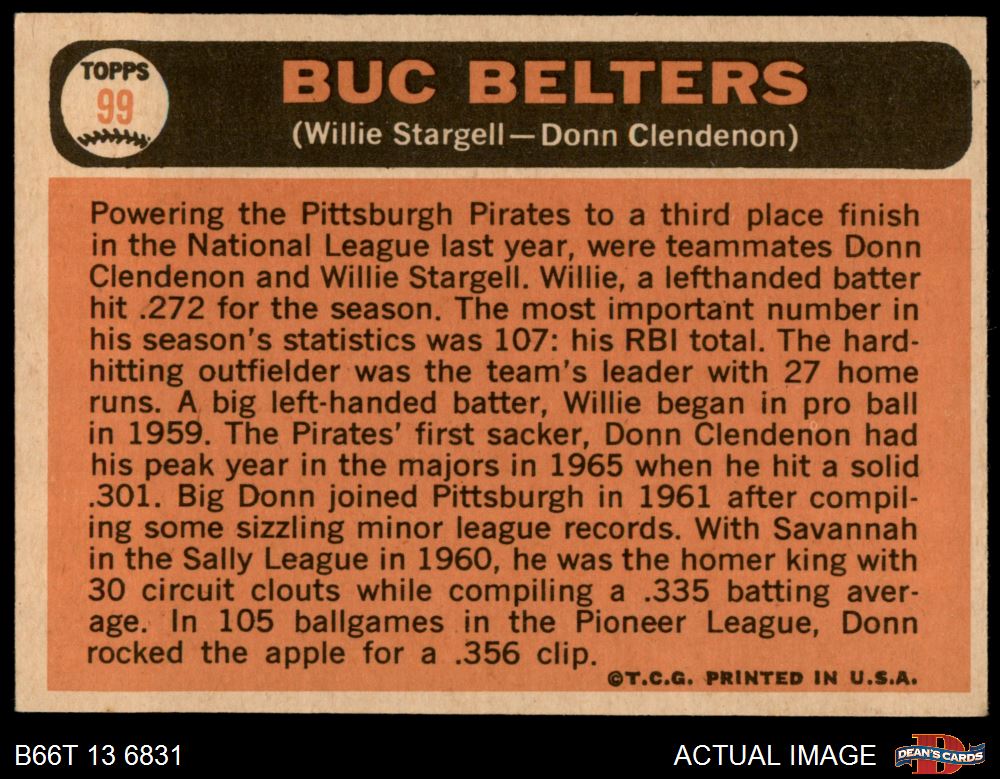 TOPPS
99
BUC BELTERS
(Willie Stargell—Donn Clendenon)
Powering the Pittsburgh Pirates to a third place finish
in the National League last year, were teammates Donn
Clendenon and Willie Stargell. Willie, a lefthanded batter
hit .272 for the season. The most important number in
his season's statistics was 107: his RBI total. The hard-
hitting outfielder was the team's leader with 27 home
runs. A big left-handed batter, Willie began in pro ball
in 1959. The Pirates' first sacker, Donn Clendenon had
his peak year in the majors in 1965 when he hit a solid
.301. Big Donn joined Pittsburgh in 1961 after compil-
ing some sizzling minor league records. With Savannah
in the Sally League in 1960, he was the homer king with
30 circuit clouts while compiling a .335 batting aver-
age. In 105 ballgames in the Pioneer League, Donn
rocked the apple for a .356 clip.
©T.C.G. PRINTED IN U.S.A.
B66T 13 6831
ACTUAL IMAGE
DEAN'S CARDS